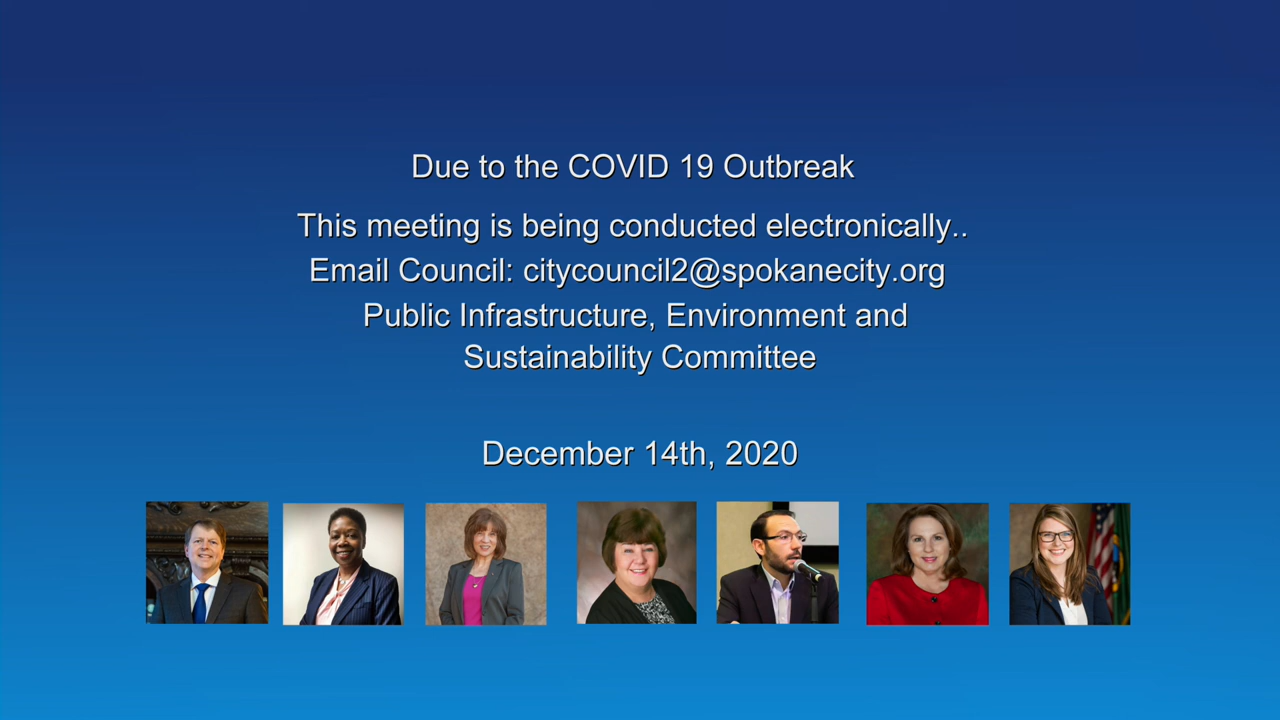 Due to the COVID 19 Outbreak
This meeting is being conducted electronically..
Email Council: citycouncil2@spokanecity.org
Public Infrastructure, Environment and
Sustainability Committee
December 14th, 2020